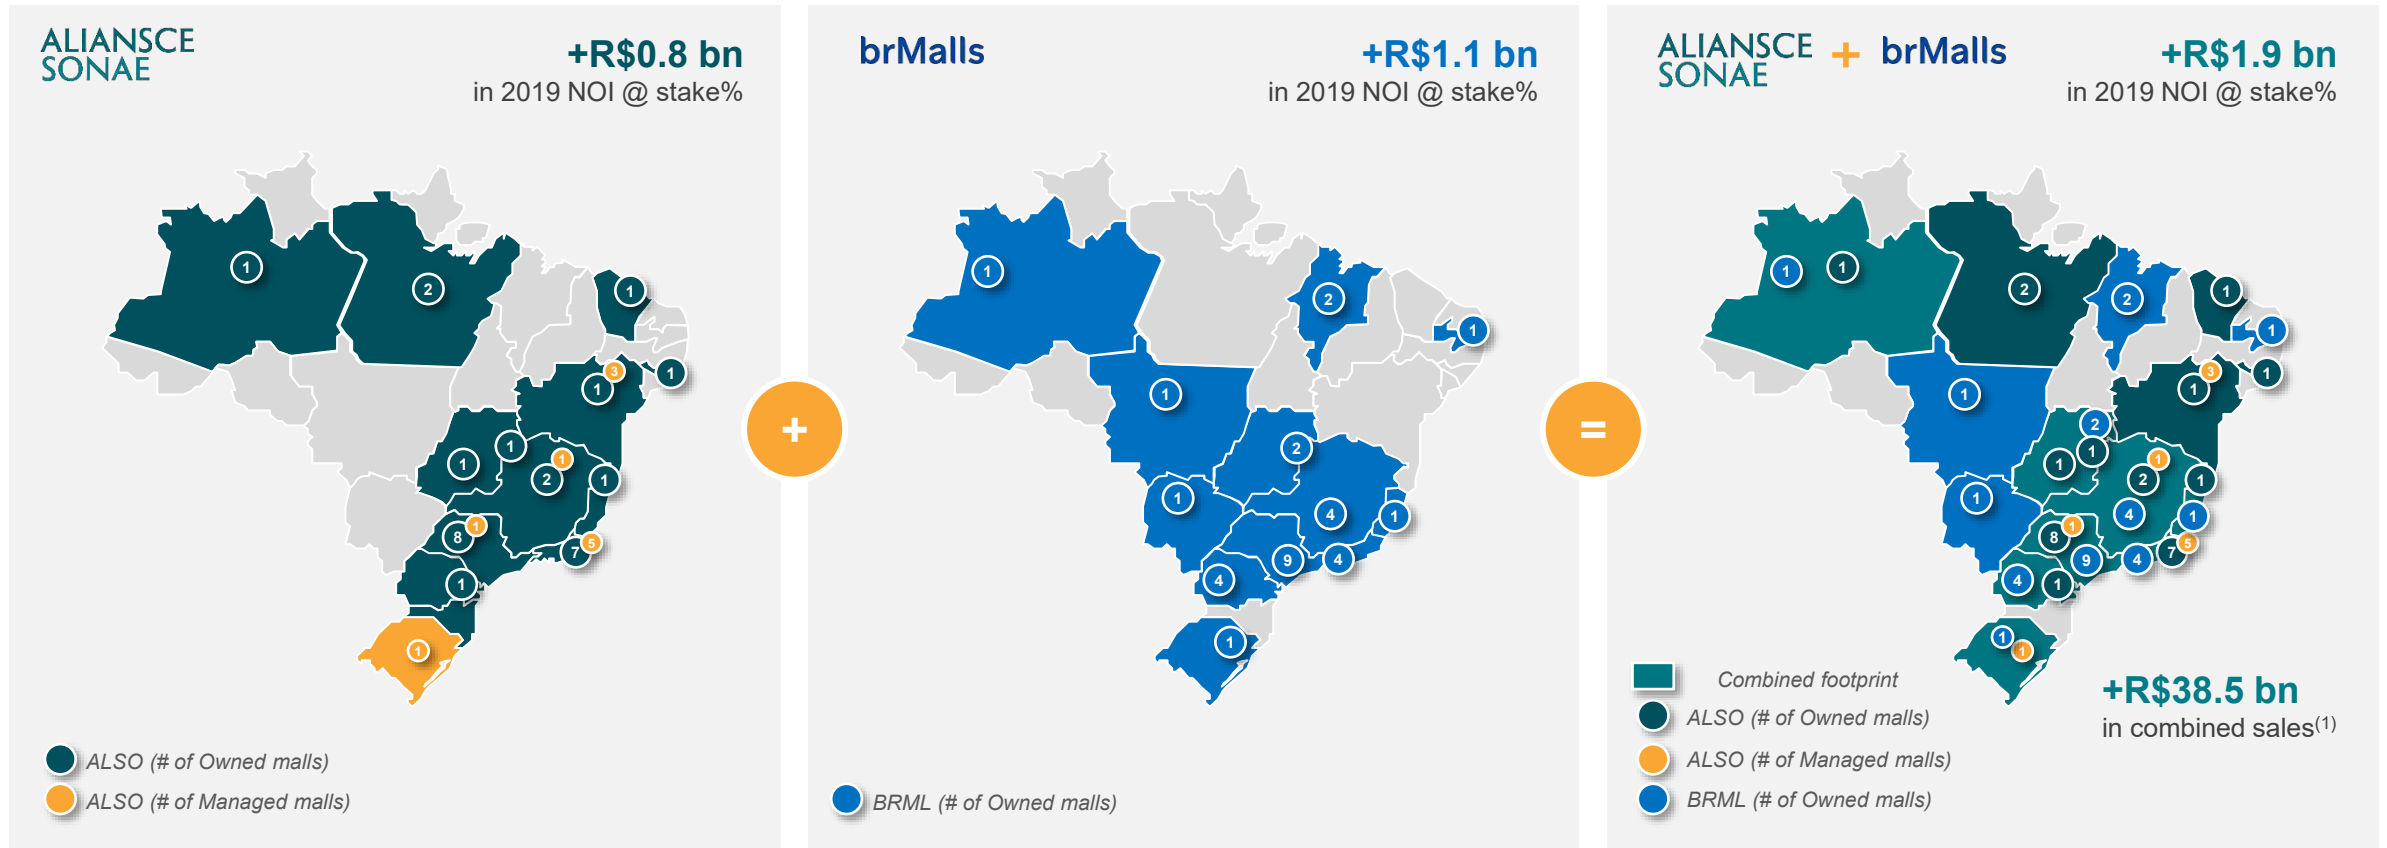 ALIANSCE
SONAE
+R$0.8 bn
in 2019 NOI @ stake%
1
2
1
3
1
1
1
1
1
2
1
1
8
7
5
1
1
ALSO (# of Owned malls)
ALSO (# of Managed malls)
+
brMalls
+R$1.1 bn
in 2019 NOI @ stake%
1
2
1
1
2
1
4
1
9
4
4
1
BRML (# of Owned malls)
=
ALIANSCE
SONAE
+ brMalls
+R$1.9 bn
in 2019 NOI @ stake%
1
1
2
2
1
1
3
1
1
1
2
1
1
1
2
1
1
4
1
1
8
5
7
9
4
4
1
1
1
Combined footprint
ALSO (# of Owned malls)
ALSO (# of Managed malls)
BRML (# of Owned malls)
+R$38.5 bn
in combined sales(1)